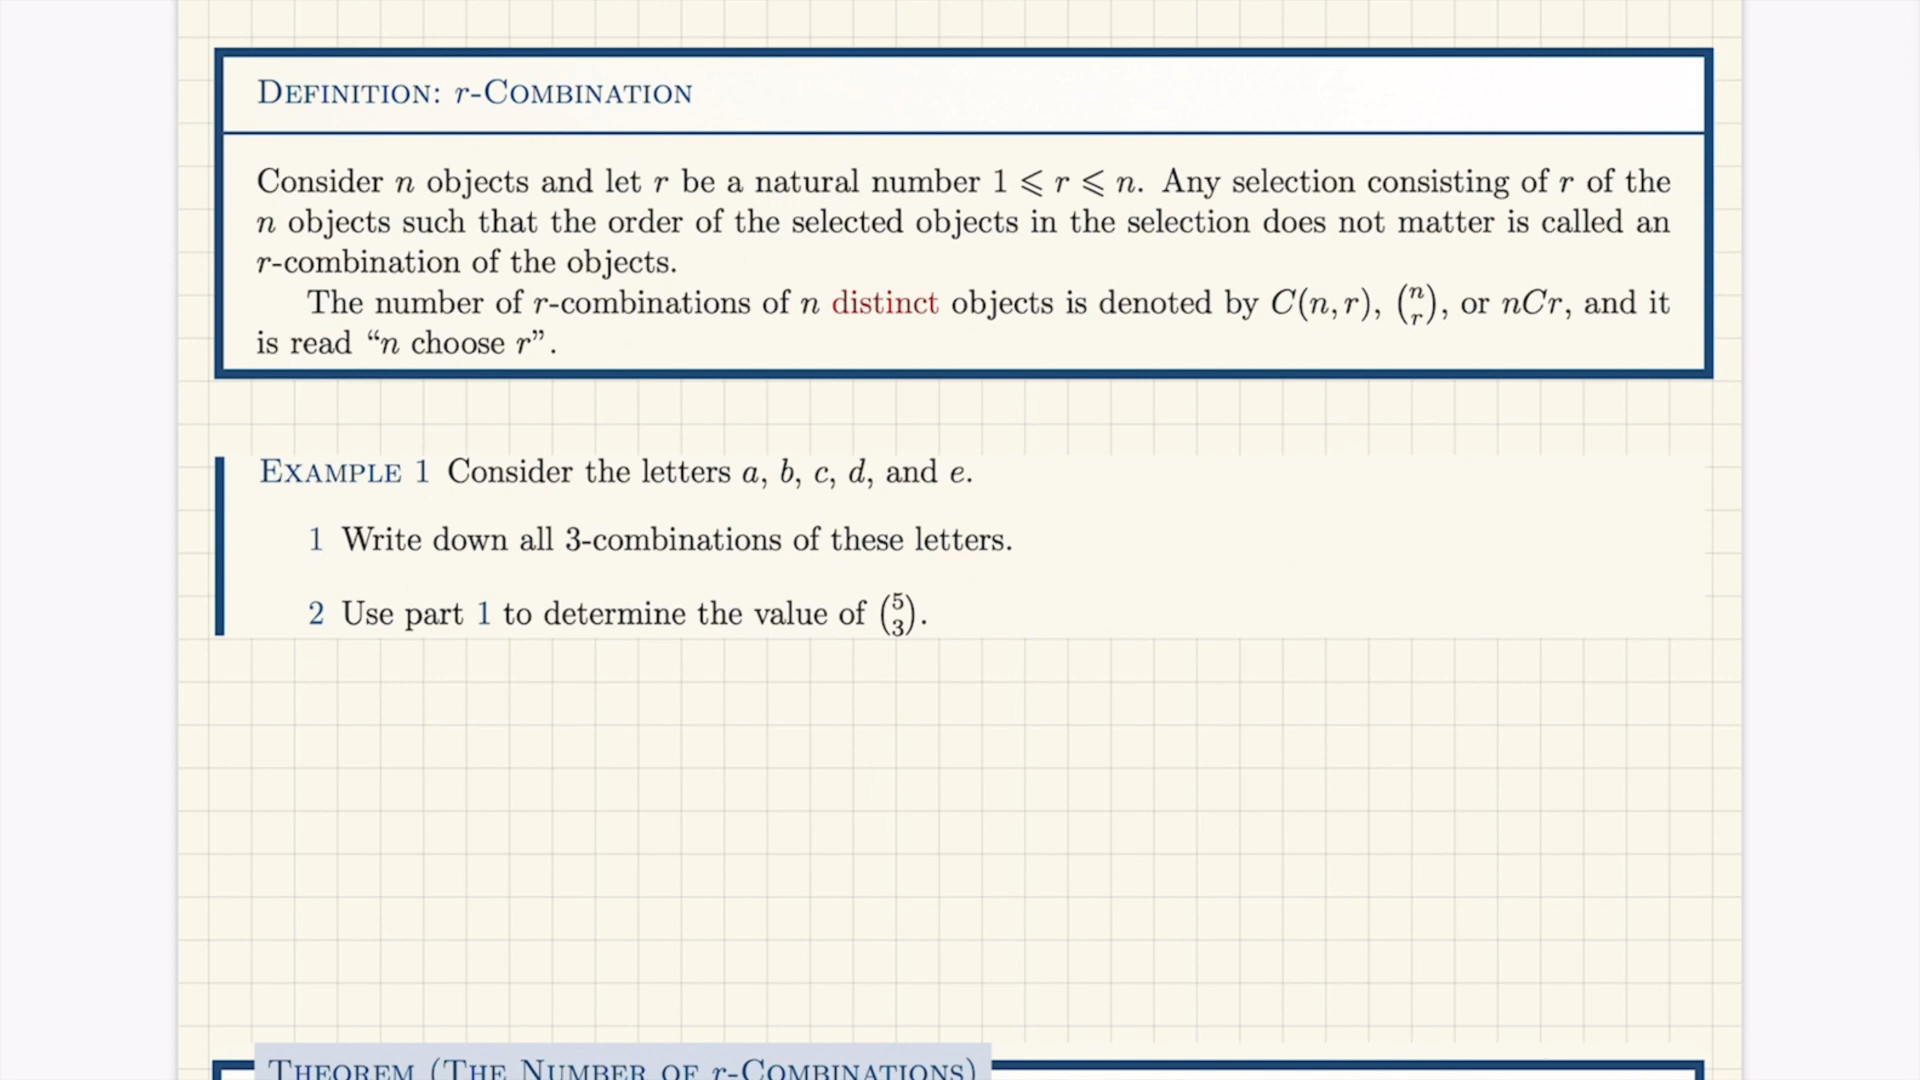 DEFINITION: r-COMBINATION
Consider n objects and let r be a natural number 1 ⩽ r ⩽ n. Any selection consisting of r of the
n objects such that the order of the selected objects in the selection does not matter is called an
r-combination of the objects.
The number of r-combinations of n distinct objects is denoted by C(n, r), (n r), or nCr, and it
is read “n choose r”.
EXAMPLE 1 Consider the letters a, b, c, d, and e.
1 Write down all 3-combinations of these letters.
2 Use part 1 to determine the value of (5 3).
THEOREM (THE NUMBER OF r-COMBINATIONS)